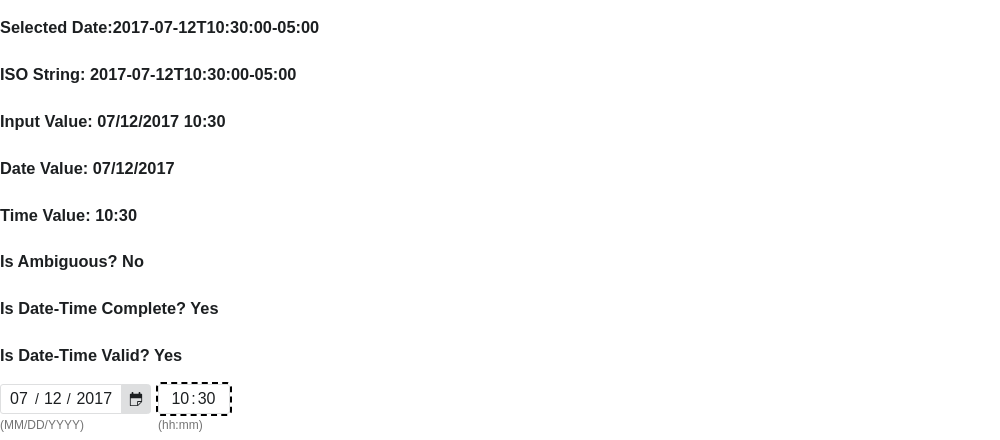 Selected Date:2017-07-12T10:30:00-05:00
ISO String: 2017-07-12T10:30:00-05:00
Input Value: 07/12/2017 10:30
Date Value: 07/12/2017
Time Value: 10:30
Is Ambiguous? No
Is Date-Time Complete? Yes
Is Date-Time Valid? Yes
07 / 12 / 2017 10:30
(MM/DD/YYYY) (hh:mm)